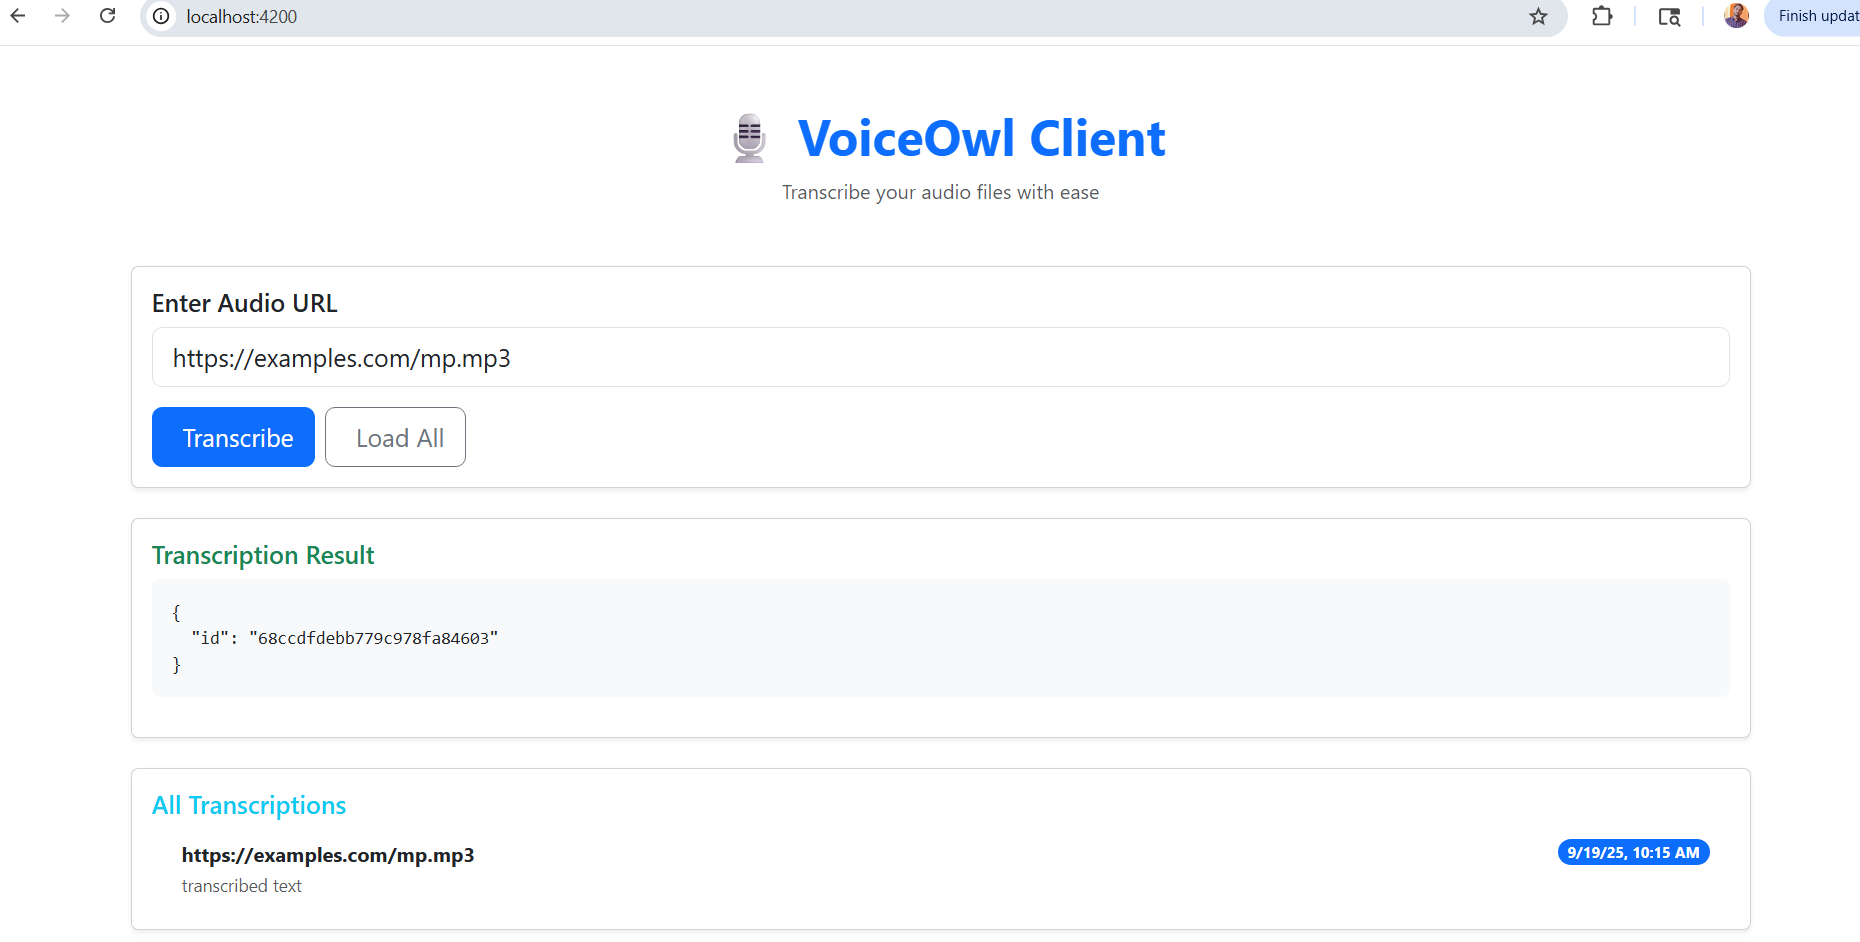 localhost:4200
Finish updat
VoiceOwl Client
Transcribe your audio files with ease
Enter Audio URL
https://examples.com/mp.mp3
Transcribe
Load All
Transcription Result
{
"id": "68ccdfdebb779c978fa84603"
}
All Transcriptions
https://examples.com/mp.mp3
9/19/25, 10:15 AM
transcribed text